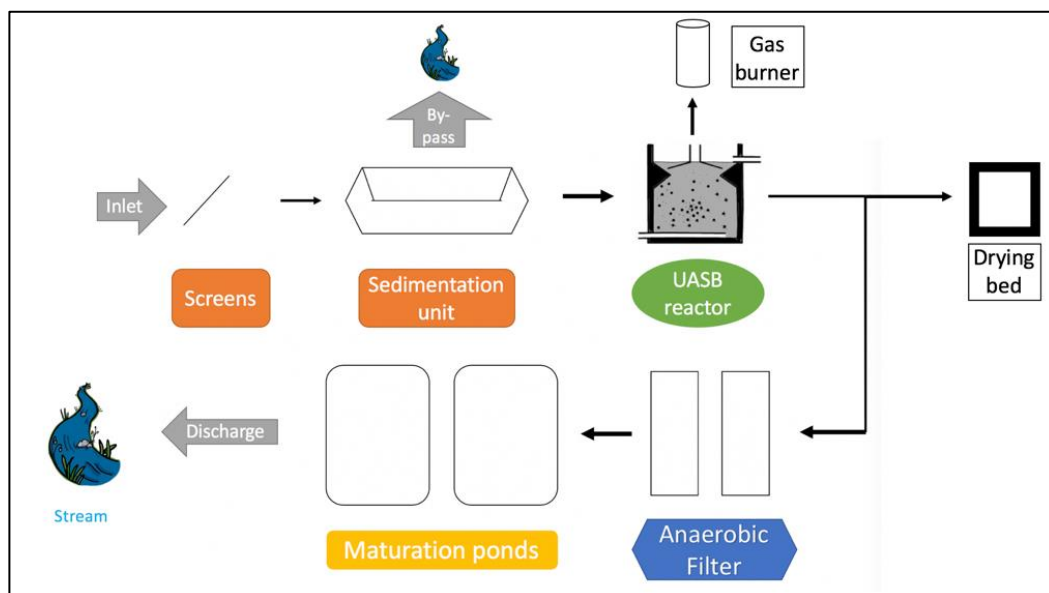 By-
pass
Gas
burner
Inlet
Screens
Sedimentation
unit
UASB
reactor
Drying
bed
Discharge
Stream
Maturation ponds
Anaerobic
Filter